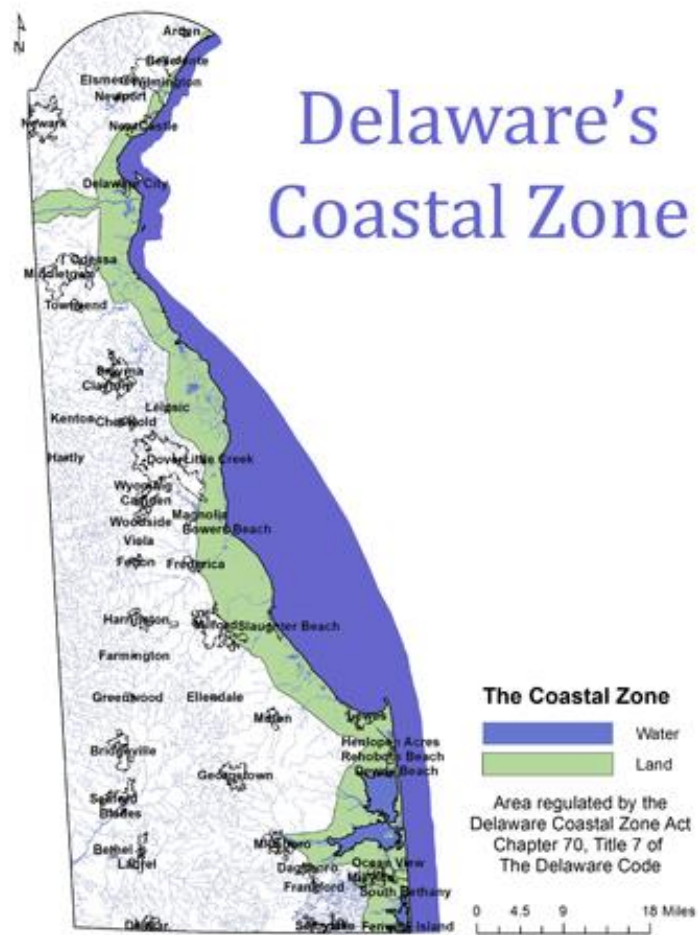 N
Delaware's
Coastal Zone
Arden
Bellefonte
Elsmere
Wilmington
Newport
Newark
New Castle
Delaware City
Odessa
Middletown
Townsend
Smyrna
Clayton
Leipsic
Kenton
Cheswold
Hartly
Dover
Little Creek
Wyoming
Camden
Woodside
Magnolia
Bowers Beach
Viola
Felton
Frederica
Harrington
Milford
Slaughter Beach
Farmington
Greenwood
Ellendale
Milton
Lewes
Henlopen Acres
Rehoboth Beach
Dewey Beach
Bridgeville
Georgetown
Seaford
Blades
Bethel
Laurel
Millsboro
Dagsboro
Frankford
Ocean View
Millville
South Bethany
Delmar
Selbyville
Fenwick Island
The Coastal Zone
Water
Land
Area regulated by the
Delaware Coastal Zone Act
Chapter 70, Title 7 of
The Delaware Code
0 4.5 9 18 Miles